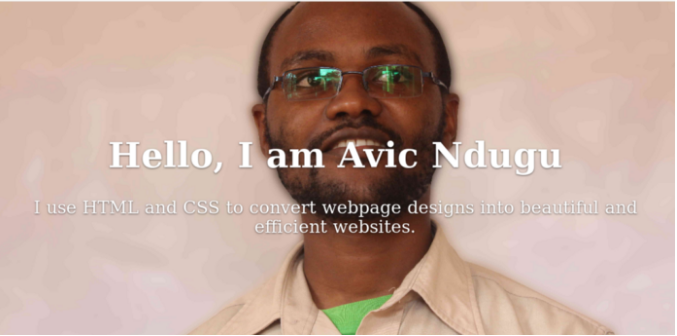 Hello, I am Avic Ndugu
I use HTML and CSS to convert webpage designs into beautiful and
efficient websites.